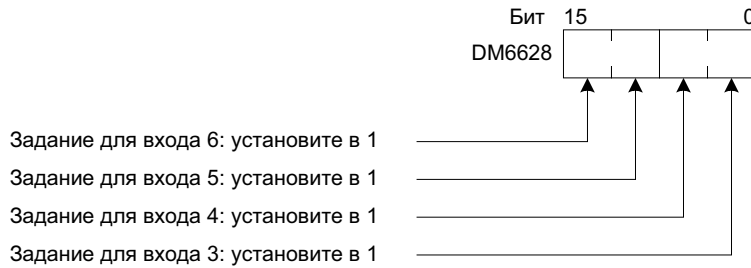 Бит 15 0
DM6628
Задание для входа 6: установите в 1
Задание для входа 5: установите в 1
Задание для входа 4: установите в 1
Задание для входа 3: установите в 1